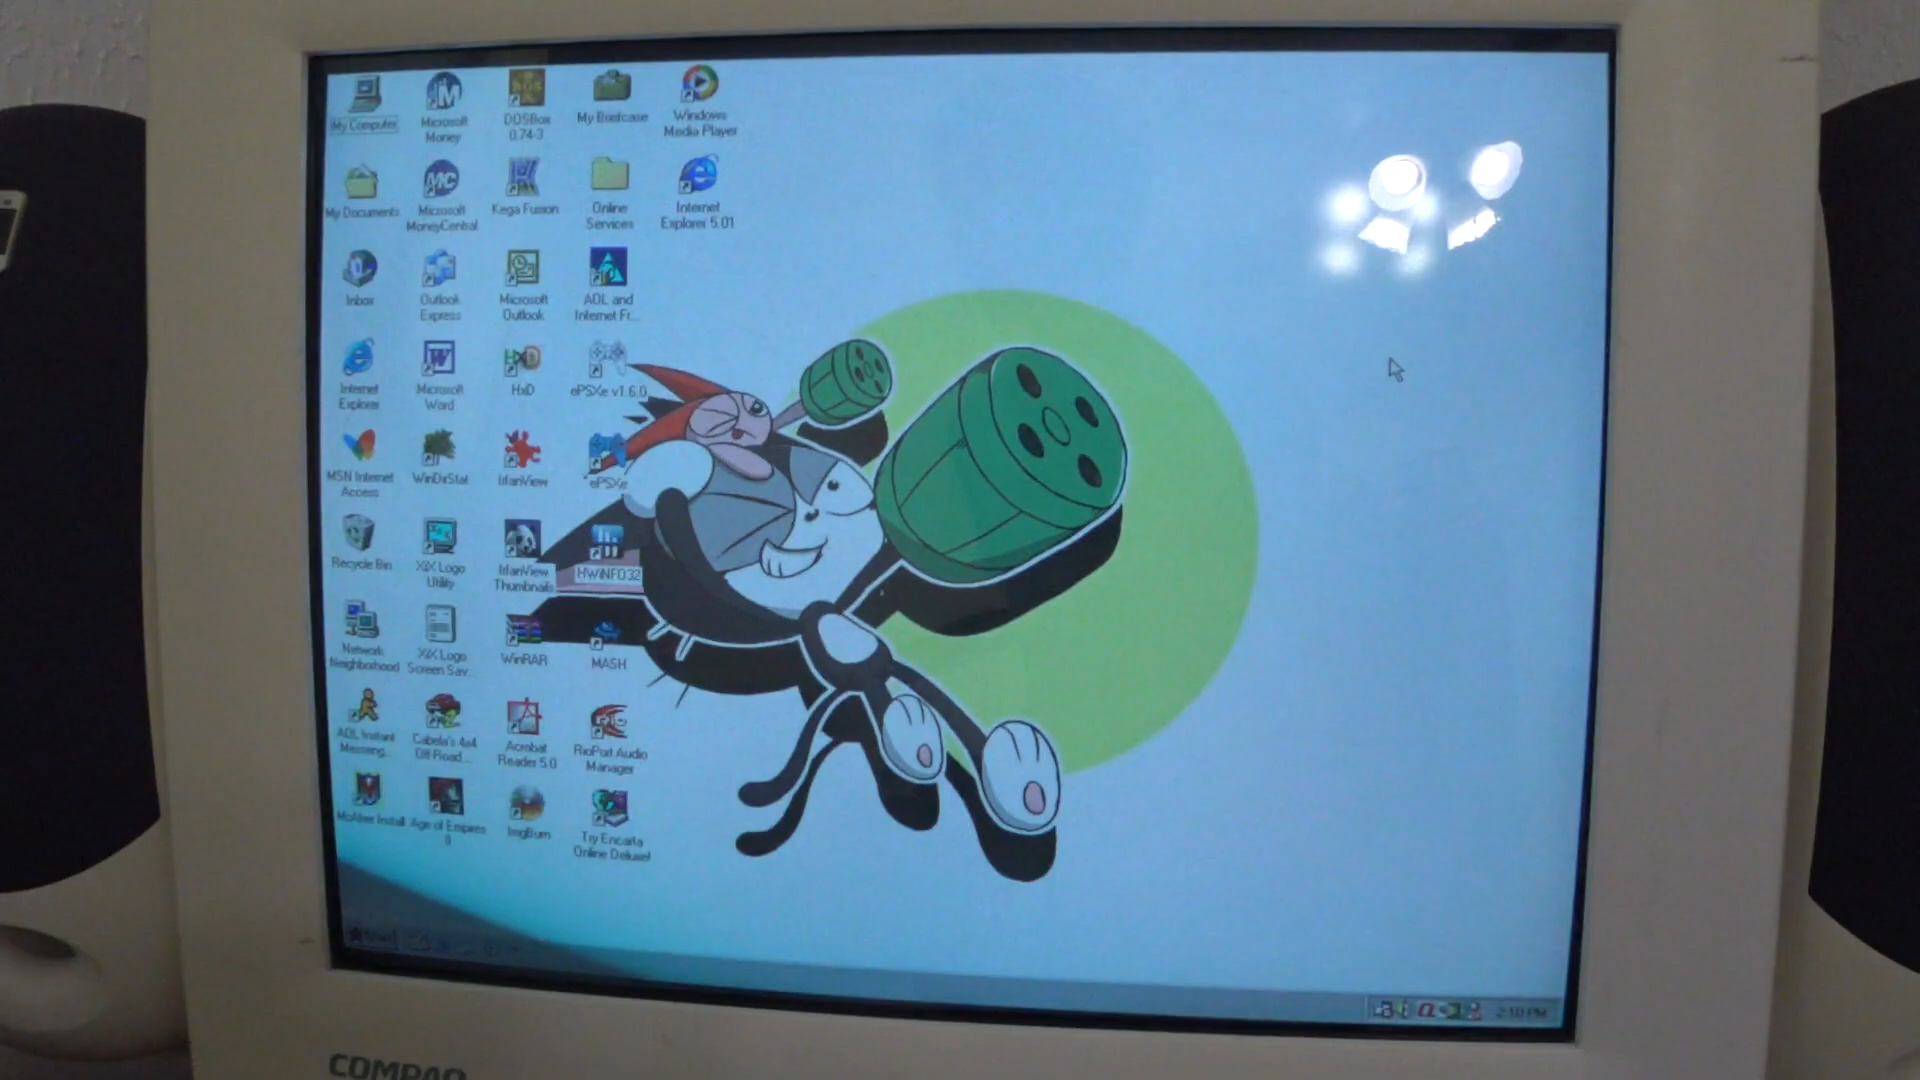 My Computer
Microsoft
Money
DOSBox
0.74-3
My Briefcase
Windows
Media Player
My Documents
Microsoft
MoneyCentral
Kega Fusion
Online
Services
Internet
Explorer 5.01
Inbox
Outlook
Express
Microsoft
Outlook
AOL and
Internet Fr...
Internet
Explorer
Microsoft
Word
HxD
ePSXe v1.6.0
MSN Internet
Access
WinDirStat
IrfanView
ePSXe
Recycle Bin
XiX Logo
Utility
IrfanView
Thumbnails
HWiNFO32
Network
Neighborhood
XiX Logo
Screen Sav...
WinRAR
MASH
AOL Instant
Messeng...
Cabela's 4x4
Off-Road ...
Acrobat
Reader 5.0
RioPort Audio
Manager
McAfee Install
Age of Empires
II
ImgBurn
Try Encarta
Online Deluxe!
Start
2:10 PM
COMPAQ